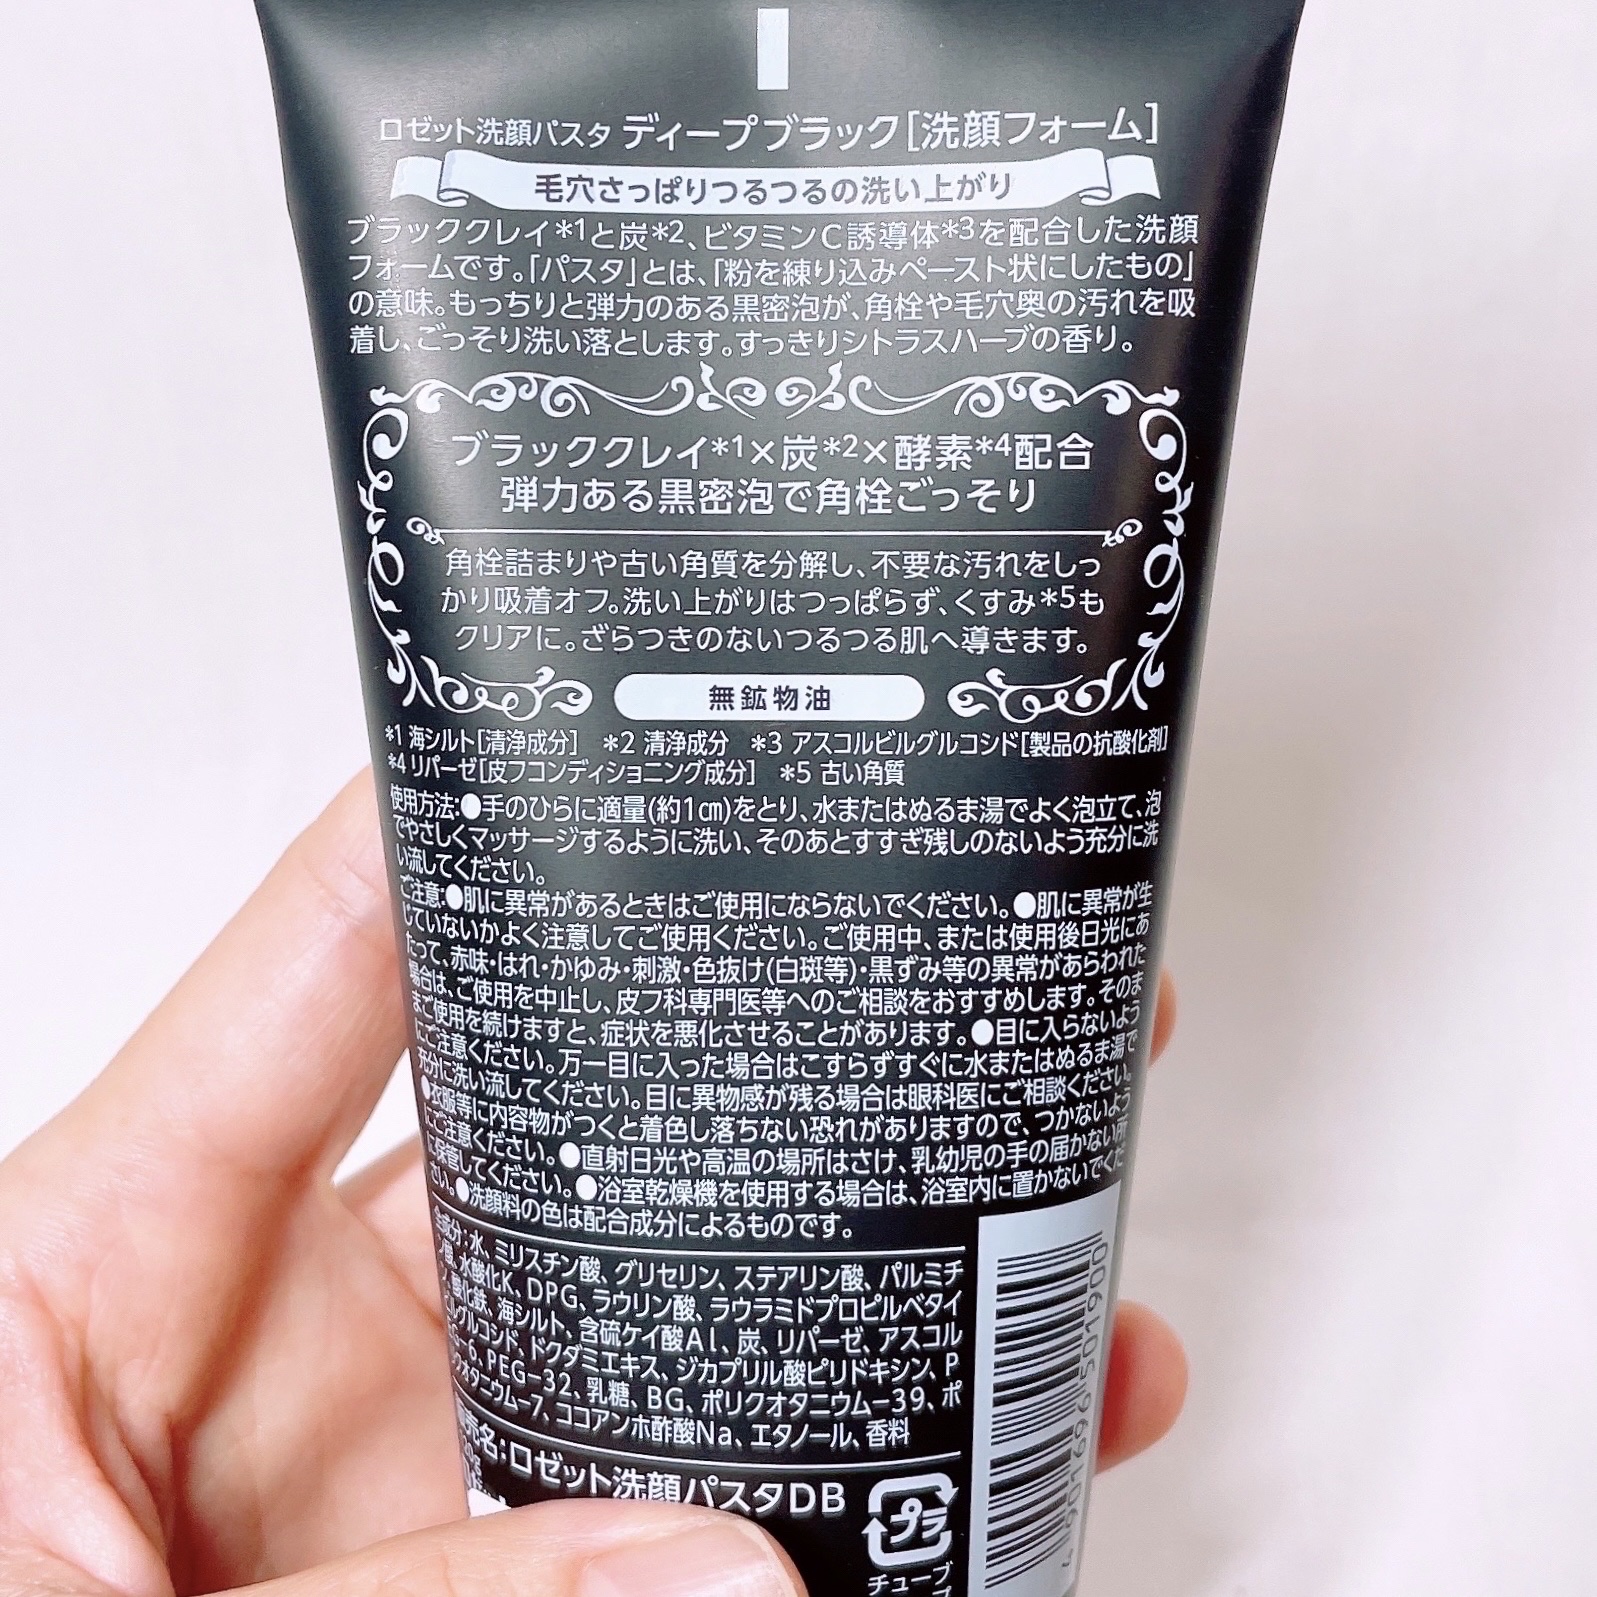 ロゼット洗顔パスタ ディープブラック[洗顔フォーム]
毛穴さっぱりつるつるの洗い上がり
ブラッククレイ*1と炭*2、ビタミンC誘導体*3を配合した洗顔
フォームです。「パスタ」とは、「粉を練り込みペースト状にしたもの」
の意味。もっちりと弾力のある黒密泡が、角栓や毛穴奥の汚れを吸
着し、ごっそり洗い落とします。すっきりシトラスハーブの香り。
ブラッククレイ*1×炭*2×酵素*4配合
弾力ある黒密泡で角栓ごっそり
角栓詰まりや古い角質を分解し、不要な汚れをしっ
かり吸着オフ。洗い上がりはつっぱらず、くすみ*5も
クリアに。ざらつきのないつるつる肌へ導きます。
無鉱物油
*1 海シルト[清浄成分] *2 清浄成分 *3 アスコルビルグルコシド[製品の抗酸化剤]
*4 リパーゼ[皮フコンディショニング成分] *5 古い角質
使用方法:●手のひらに適量(約1㎝)をとり、水またはぬるま湯でよく泡立て、泡
でやさしくマッサージするように洗い、そのあとすすぎ残しのないよう充分に洗
い流してください。
ご注意:●肌に異常があるときはご使用にならないでください。●肌に異常が生
じていないかよく注意してご使用ください。ご使用中、または使用後日光にあ
たって、赤味・はれ・かゆみ・刺激・色抜け(白斑等)・黒ずみ等の異常があらわれた
場合は、ご使用を中止し、皮フ科専門医等へのご相談をおすすめします。そのま
まご使用を続けますと、症状を悪化させることがあります。●目に入らないよう
にご注意ください。万一目に入った場合はこすらずすぐに水またはぬるま湯で
充分に洗い流してください。目に異物感が残る場合は眼科医にご相談ください。
●衣服等に内容物がつくと着色し落ちない恐れがありますので、つかないよう
にご注意ください。●直射日光や高温の場所はさけ、乳幼児の手の届かない所
に保管してください。●浴室乾燥機を使用する場合は、浴室内に置かないでくだ
さい。●洗顔料の色は配合成分によるものです。
全成分:水、ミリスチン酸、グリセリン、ステアリン酸、パルミチ
ン酸、水酸化K、DPG、ラウリン酸、ラウラミドプロピルベタイ
ン、酸化鉄、海シルト、含硫ケイ酸Al、炭、リパーゼ、アスコル
ビルグルコシド、ドクダミエキス、ジカプリル酸ピリドキシン、P
EG-6、PEG-32、乳糖、BG、ポリクオタニウム-39、ポ
リクオタニウム-7、ココアンホ酢酸Na、エタノール、香料
売名:ロゼット洗顔パスタDB
プラ
チューブ
4 901696 501900